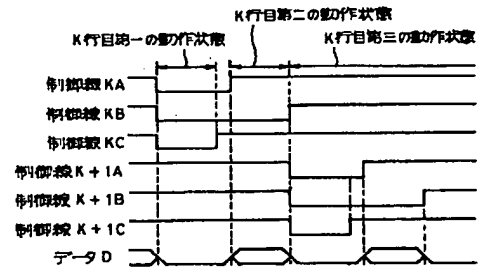 K行目第二の動作状態
K行目第一の動作状態
K行目第三の動作状態
制御線 KA
制御線 KB
制御線 KC
制御線 K+1A
制御線 K+1B
制御線 K+1C
データ D